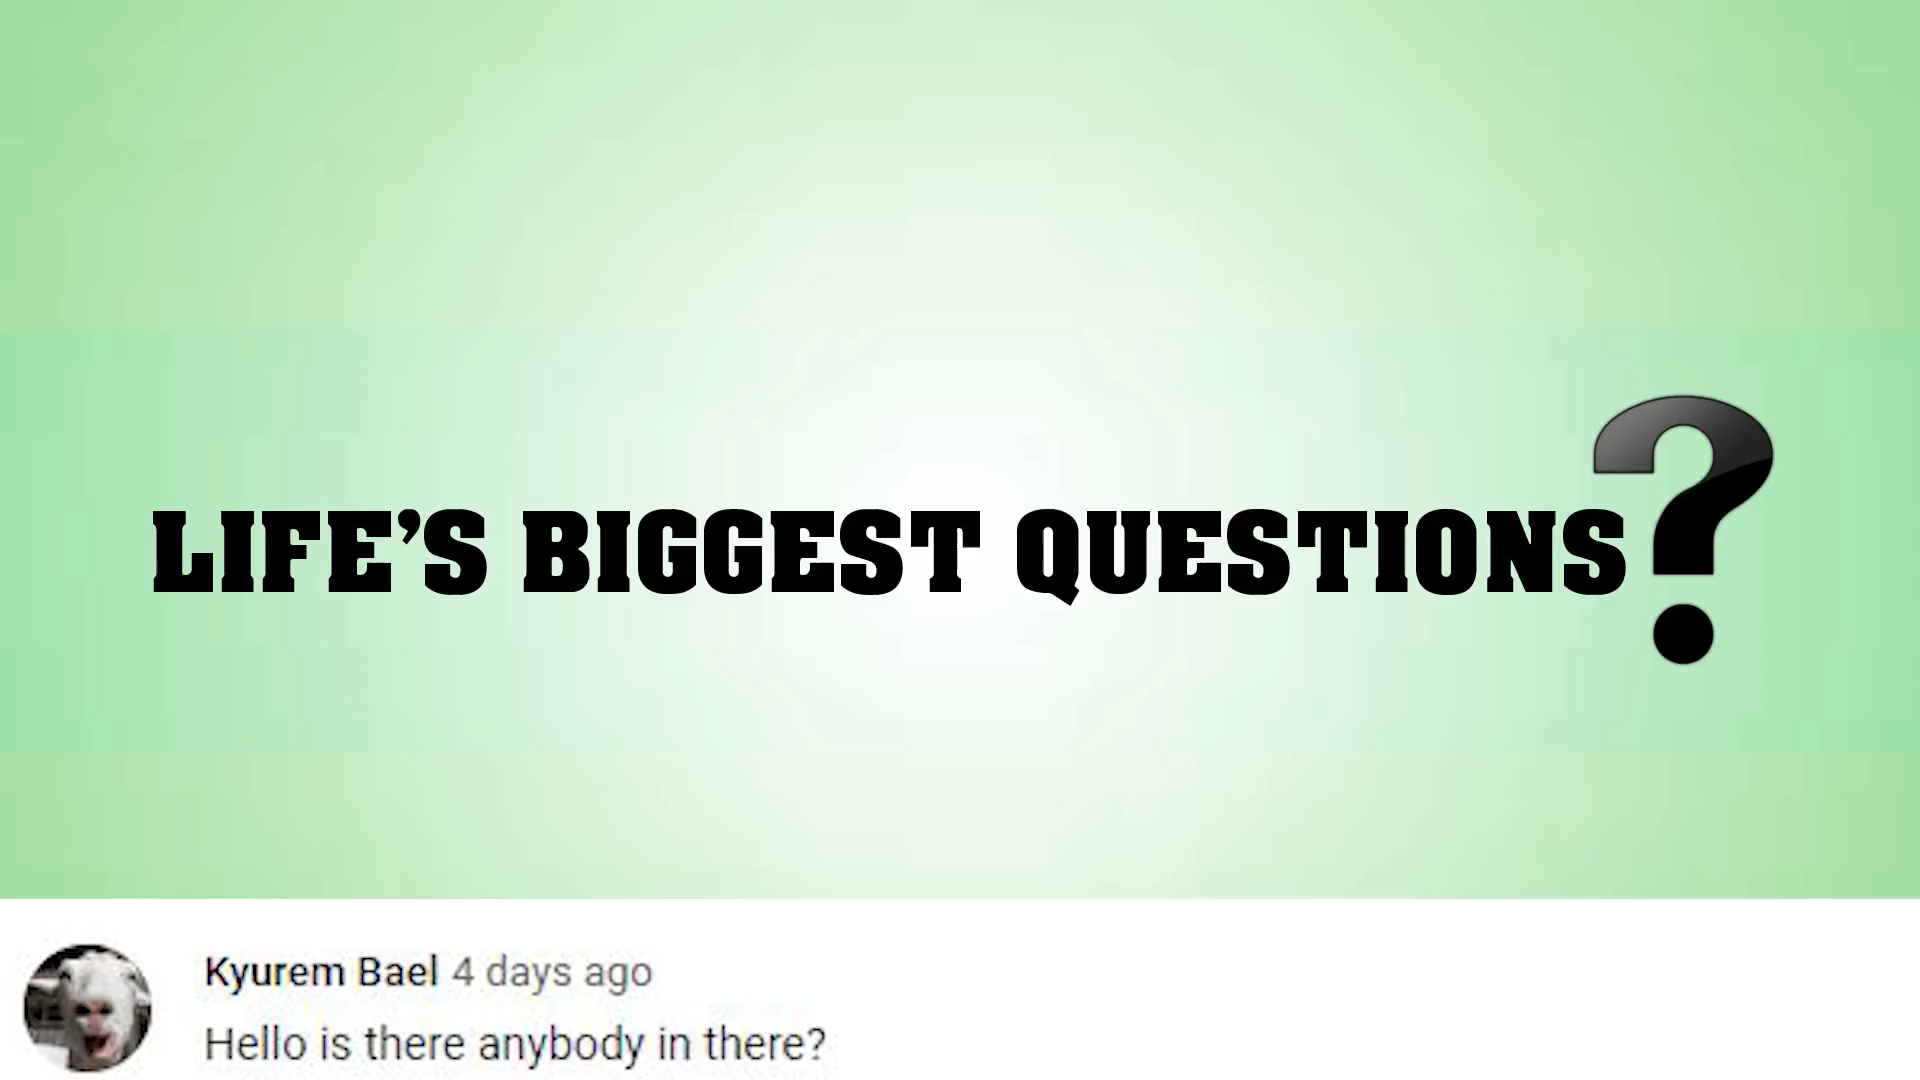 LIFE'S BIGGEST QUESTIONS?
Kyurem Bael 4 days ago
Hello is there anybody in there?